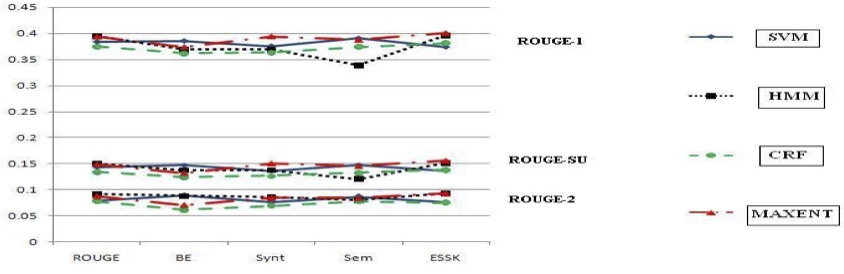 0.45
0.4
0.35
0.3
0.25
0.2
0.15
0.1
0.05
0
ROUGE BE Synt Sem ESSK
ROUGE-1
ROUGE-SU
ROUGE-2
SVM
HMM
CRF
MAXENT